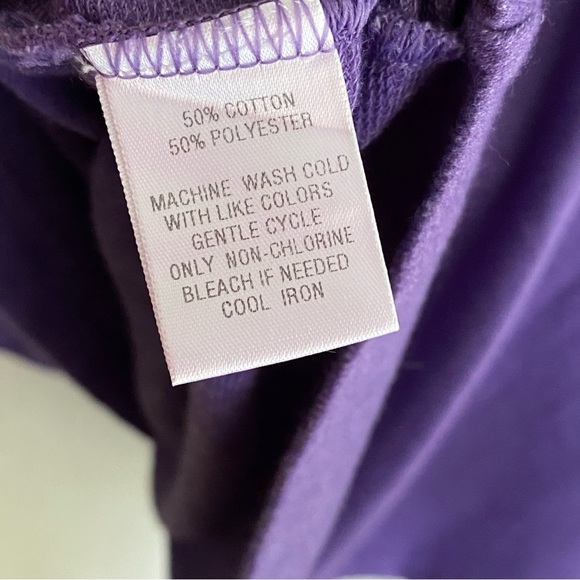 50% COTTON
50% POLYESTER
MACHINE WASH COLD
WITH LIKE COLORS
GENTLE CYCLE
ONLY NON-CHLORINE
BLEACH IF NEEDED
COOL IRON